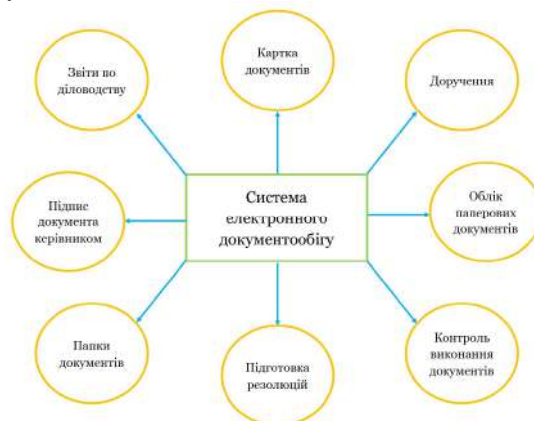 Звіти по
діловодству
Картка
документів
Доручення
Підпис
документа
керівником
Система
електронного
документообігу
Облік
паперових
документів
Папки
документів
Підготовка
резолюцій
Контроль
виконання
документів